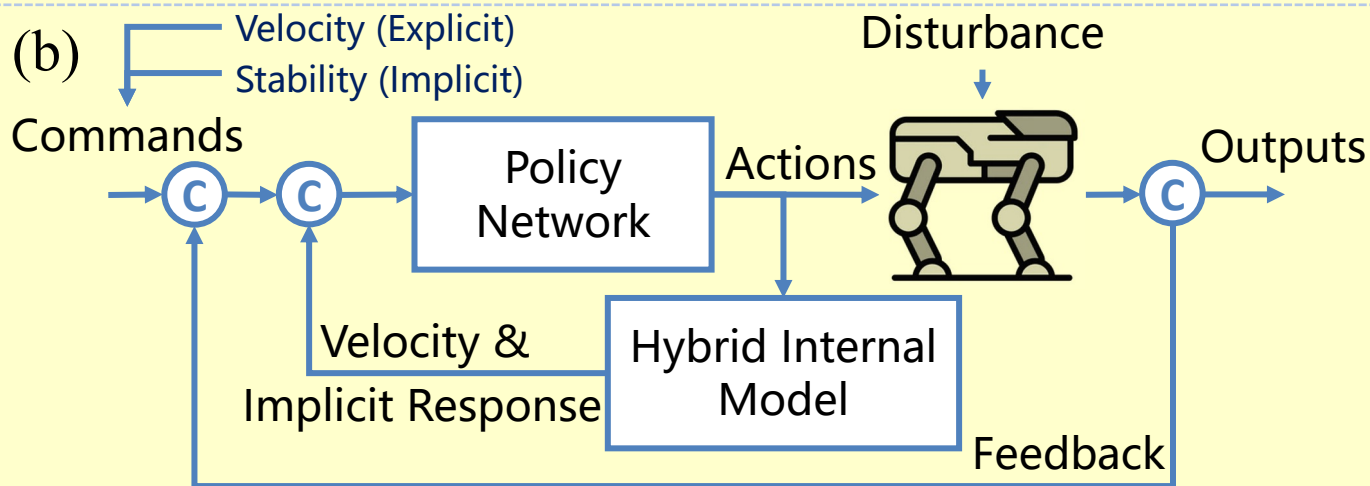 (b)
Velocity (Explicit)
Stability (Implicit)
Disturbance
Commands
C
C
Policy
Network
Actions
C
Outputs
Velocity &
Implicit Response
Hybrid Internal
Model
Feedback